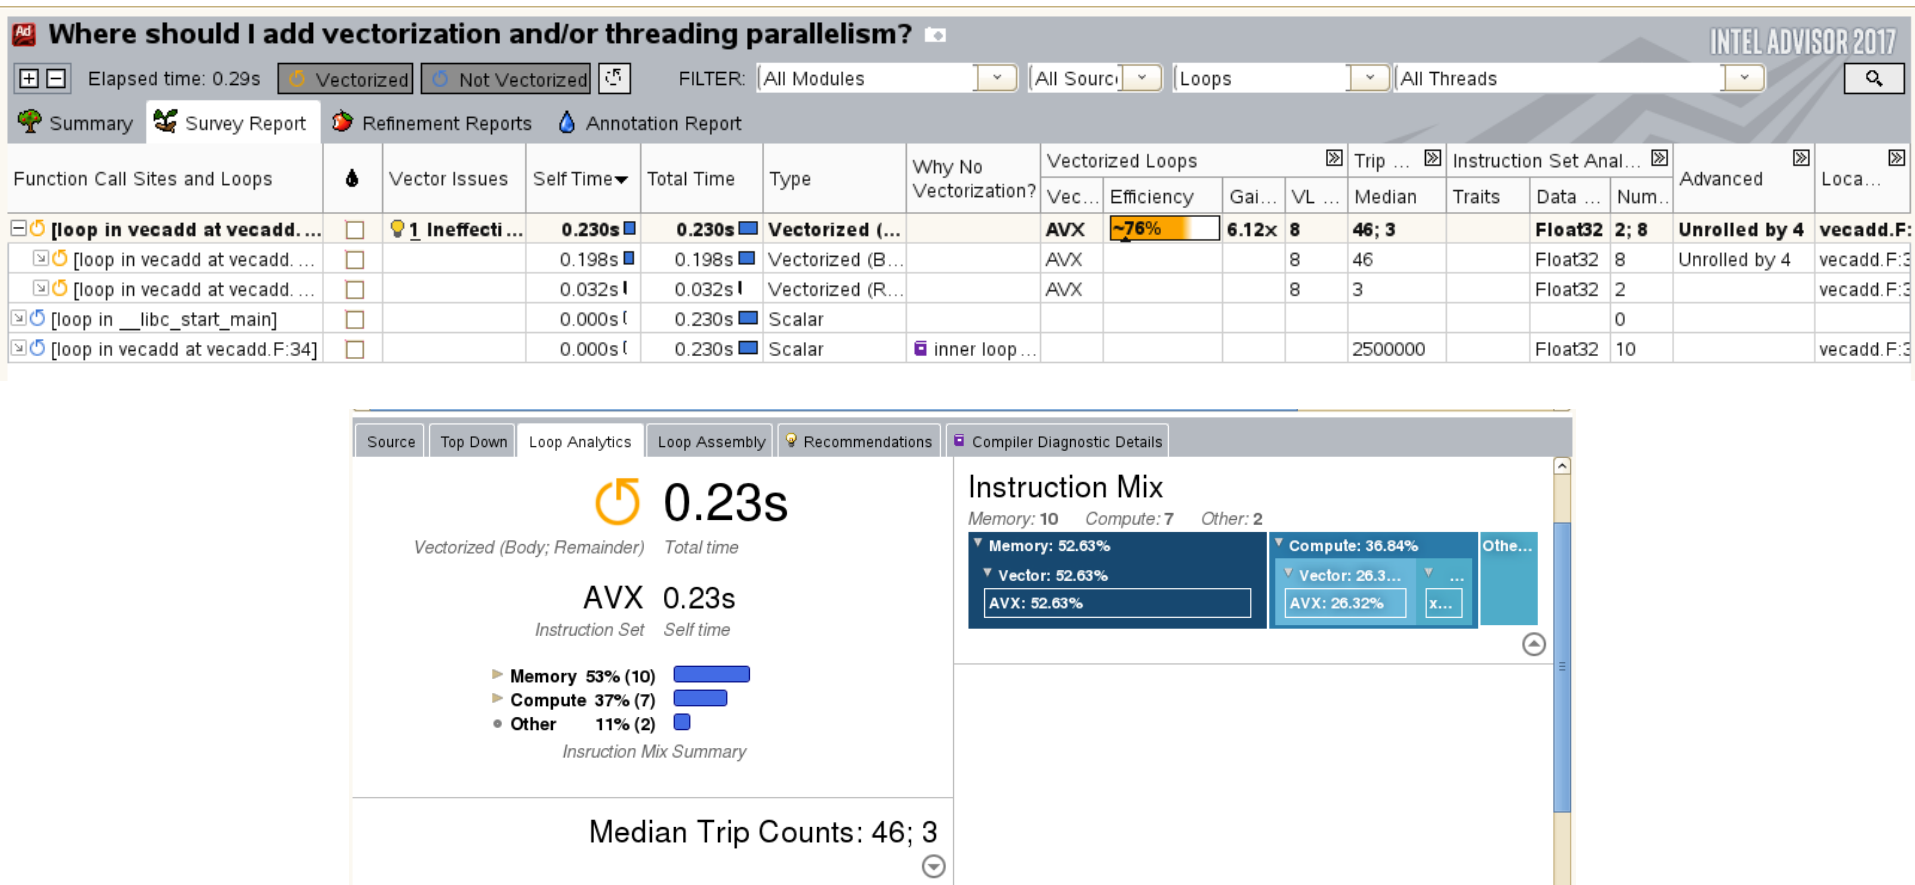 Where should I add vectorization and/or threading parallelism?
INTEL ADVISOR 2017
Elapsed time: 0.29s Vectorized Not Vectorized FILTER: All Modules All Sourc Loops All Threads
Summary Survey Report Refinement Reports Annotation Report
Function Call Sites and Loops Vector Issues Self Time Total Time Type Why No Vectorization? Vectorized Loops Trip ... Instruction Set Anal... Advanced Loca...
Vec... Efficiency Gai... VL ... Median Traits Data ... Num..
[loop in vecadd at vecadd. ... 1 Ineffecti ... 0.230s 0.230s Vectorized (... AVX ~76% 6.12x 8 46; 3 Float32 2; 8 Unrolled by 4 vecadd.F:
[loop in vecadd at vecadd. ... 0.198s 0.198s Vectorized (B... AVX 8 46 Float32 8 Unrolled by 4 vecadd.F:3
[loop in vecadd at vecadd. ... 0.032s 0.032s Vectorized (R... AVX 8 3 Float32 2 vecadd.F:3
[loop in __libc_start_main] 0.000s 0.230s Scalar 0
[loop in vecadd at vecadd.F:34] 0.000s 0.230s Scalar inner loop ... 2500000 Float32 10 vecadd.F:3
Source Top Down Loop Analytics Loop Assembly Recommendations Compiler Diagnostic Details
0.23s
Vectorized (Body; Remainder) Total time
AVX 0.23s
Instruction Set Self time
Memory 53% (10)
Compute 37% (7)
Other 11% (2)
Insruction Mix Summary
Median Trip Counts: 46; 3
Instruction Mix
Memory: 10 Compute: 7 Other: 2
Memory: 52.63% Compute: 36.84% Othe...
Vector: 52.63% Vector: 26.3... ...
AVX: 52.63% AVX: 26.32% x...